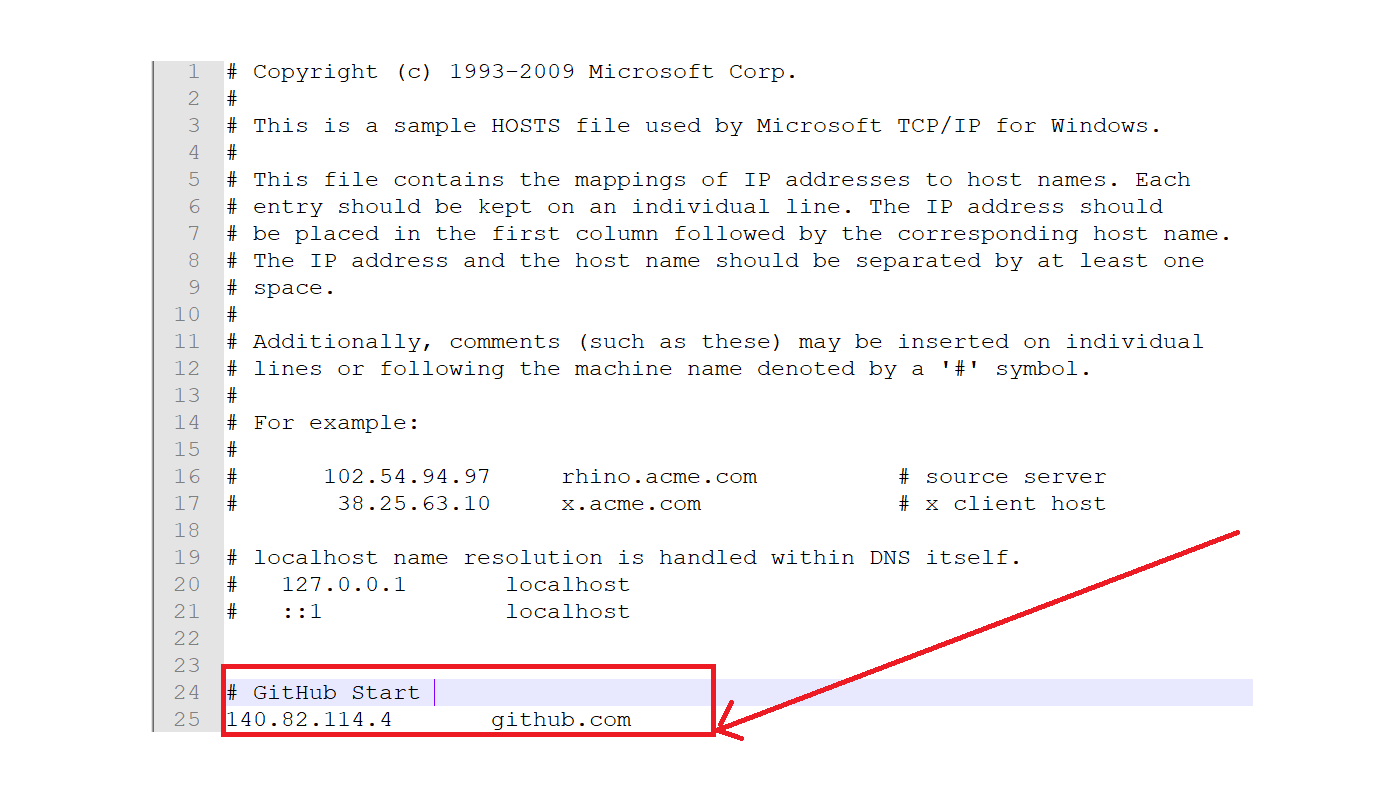 1 # Copyright (c) 1993-2009 Microsoft Corp.
2 #
3 # This is a sample HOSTS file used by Microsoft TCP/IP for Windows.
4 #
5 # This file contains the mappings of IP addresses to host names. Each
6 # entry should be kept on an individual line. The IP address should
7 # be placed in the first column followed by the corresponding host name.
8 # The IP address and the host name should be separated by at least one
9 # space.
10 #
11 # Additionally, comments (such as these) may be inserted on individual
12 # lines or following the machine name denoted by a '#' symbol.
13 #
14 # For example:
15 #
16 #      102.54.94.97     rhino.acme.com          # source server
17 #       38.25.63.10     x.acme.com              # x client host
18
19 # localhost name resolution is handled within DNS itself.
20 #   127.0.0.1       localhost
21 #   ::1             localhost
22
23
24 # GitHub Start
25 140.82.114.4       github.com